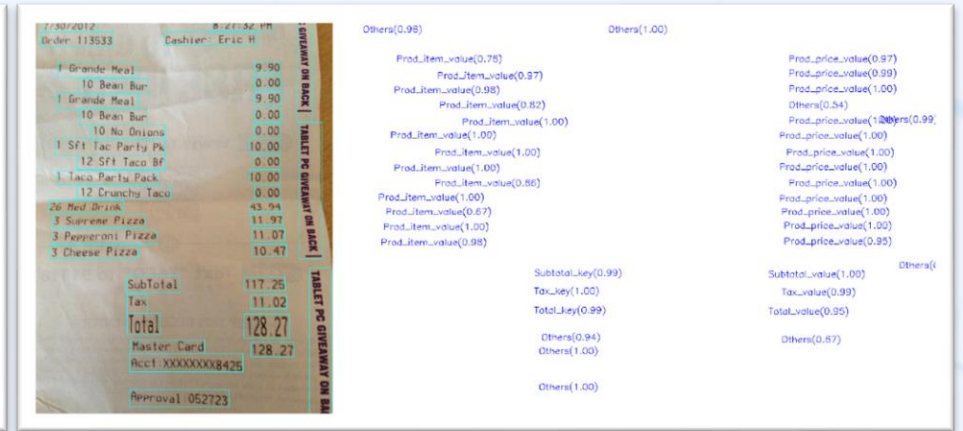 7/30/2012 8:27:32 PM
Order 113533 Cashier: Eric H
1 Grande Meal 9.90
10 Bean Bur 0.00
1 Grande Meal 9.90
10 Bean Bur 0.00
10 No Onions 0.00
1 Sft Tac Party Pk 10.00
12 Sft Taco Bf 0.00
1 Taco Party Pack 10.00
12 Crunchy Taco 0.00
26 Med Drink 43.94
3 Supreme Pizza 11.97
3 Pepperoni Pizza 11.07
3 Cheese Pizza 10.47
SubTotal 117.25
Tax 11.02
Total 128.27
Master Card 128.27
Acct XXXXXXXX8425
Approval 052723
GIVEAWAY ON BACK |
TABLET PC GIVEAWAY ON BACK |
TABLET PC GIVEAWAY ON
Others(0.98) Others(1.00)
Prod_item_value(0.78) Prod_price_value(0.97)
Prod_item_value(0.97) Prod_price_value(0.99)
Prod_item_value(0.98) Prod_price_value(1.00)
Prod_item_value(0.82) Others(0.54)
Prod_item_value(1.00)
Prod_item_value(1.00) Prod_price_value(1.00)
Prod_item_value(1.00) Prod_price_value(1.00)
Prod_item_value(1.00) Prod_price_value(1.00)
Prod_item_value(0.86) Prod_price_value(1.00)
Prod_item_value(1.00) Prod_price_value(1.00)
Prod_item_value(0.67) Prod_price_value(1.00)
Prod_item_value(1.00) Prod_price_value(1.00)
Prod_item_value(0.98) Prod_price_value(0.95)
Subtotal_key(0.99) Subtotal_value(1.00)
Tax_key(1.00) Tax_value(0.99)
Total_key(0.99) Total_value(0.95)
Others(0.94) Others(0.87)
Others(1.00)
Others(1.00)